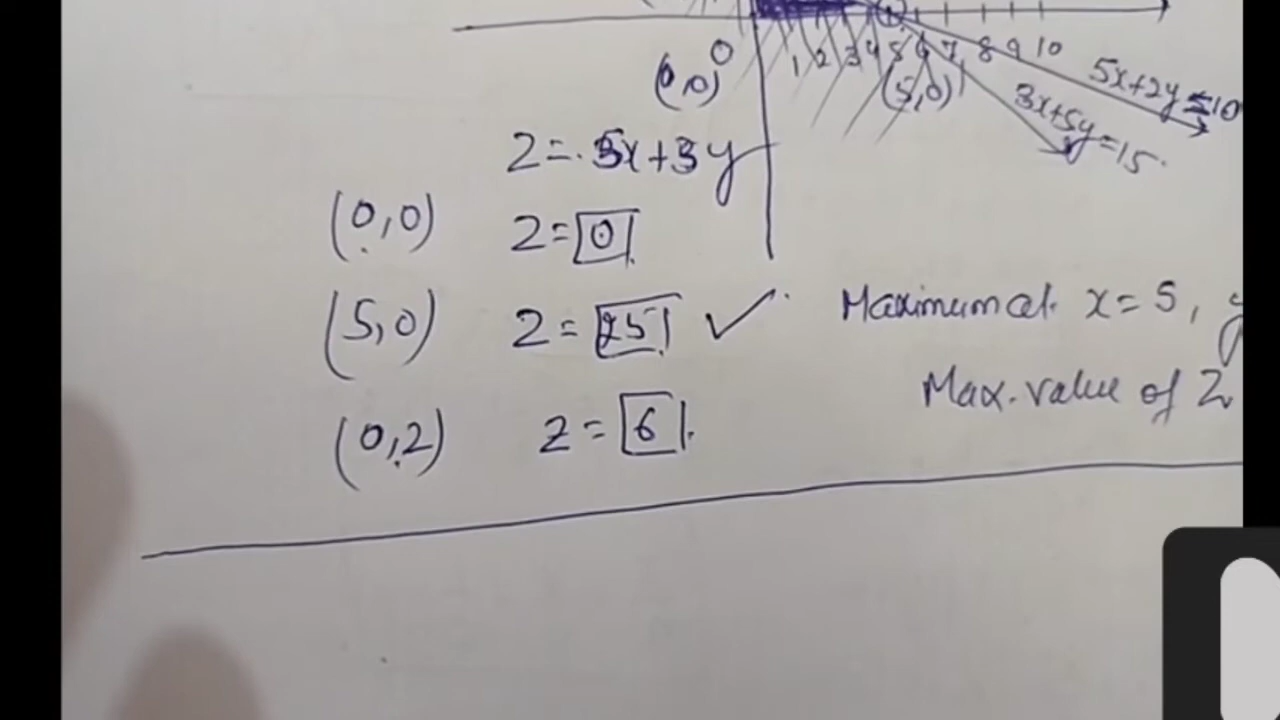 0 1 2 3 4 5 6 7 8 9 10
(0,0) (5,0) 3x+5y=15 5x+2y≤10
Z = 5x+3y
(0,0) Z = 0
(5,0) Z = 25 ✓ Maximum at x=5, y
Max. value of Z
(0,2) Z = 6